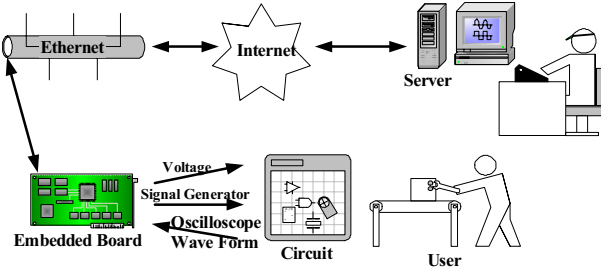 Ethernet
Internet
Server
Voltage
Signal Generator
Oscilloscope
Wave Form
Embedded Board
Circuit
User